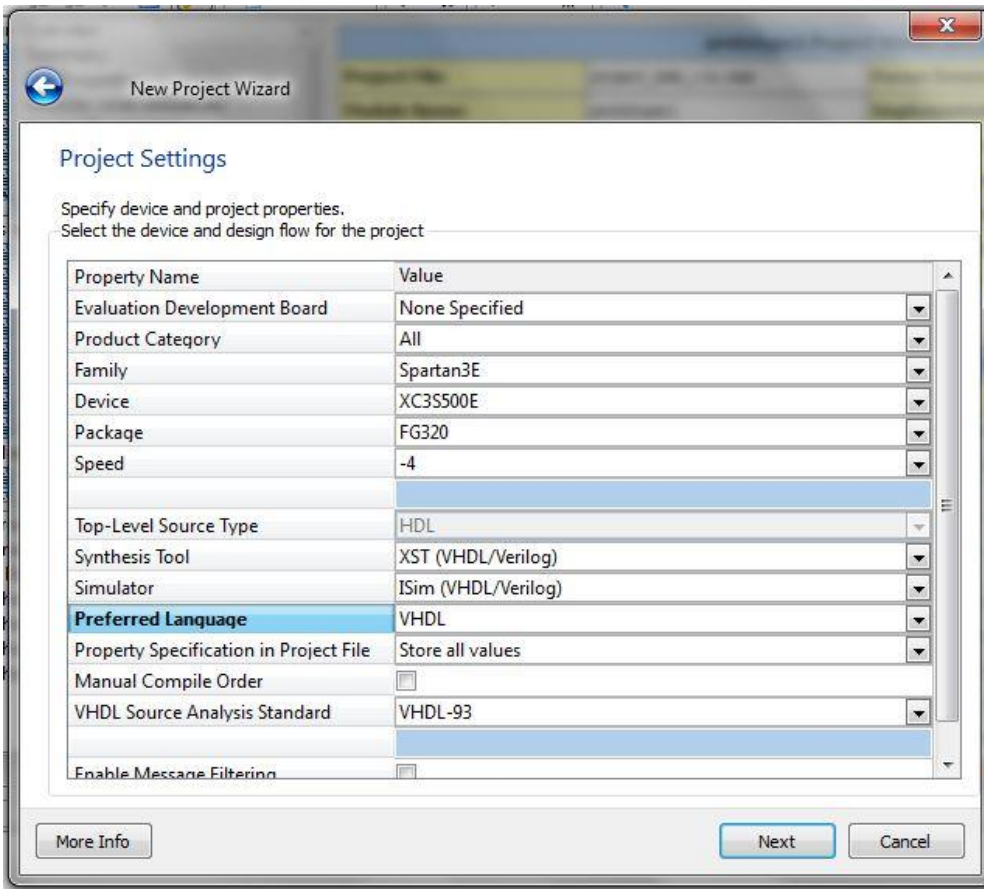 New Project Wizard
Project Settings
Specify device and project properties.
Select the device and design flow for the project
Property Name Value
Evaluation Development Board None Specified
Product Category All
Family Spartan3E
Device XC3S500E
Package FG320
Speed -4
Top-Level Source Type HDL
Synthesis Tool XST (VHDL/Verilog)
Simulator ISim (VHDL/Verilog)
Preferred Language VHDL
Property Specification in Project File Store all values
Manual Compile Order
VHDL Source Analysis Standard VHDL-93
Enable Message Filtering
More Info Next Cancel